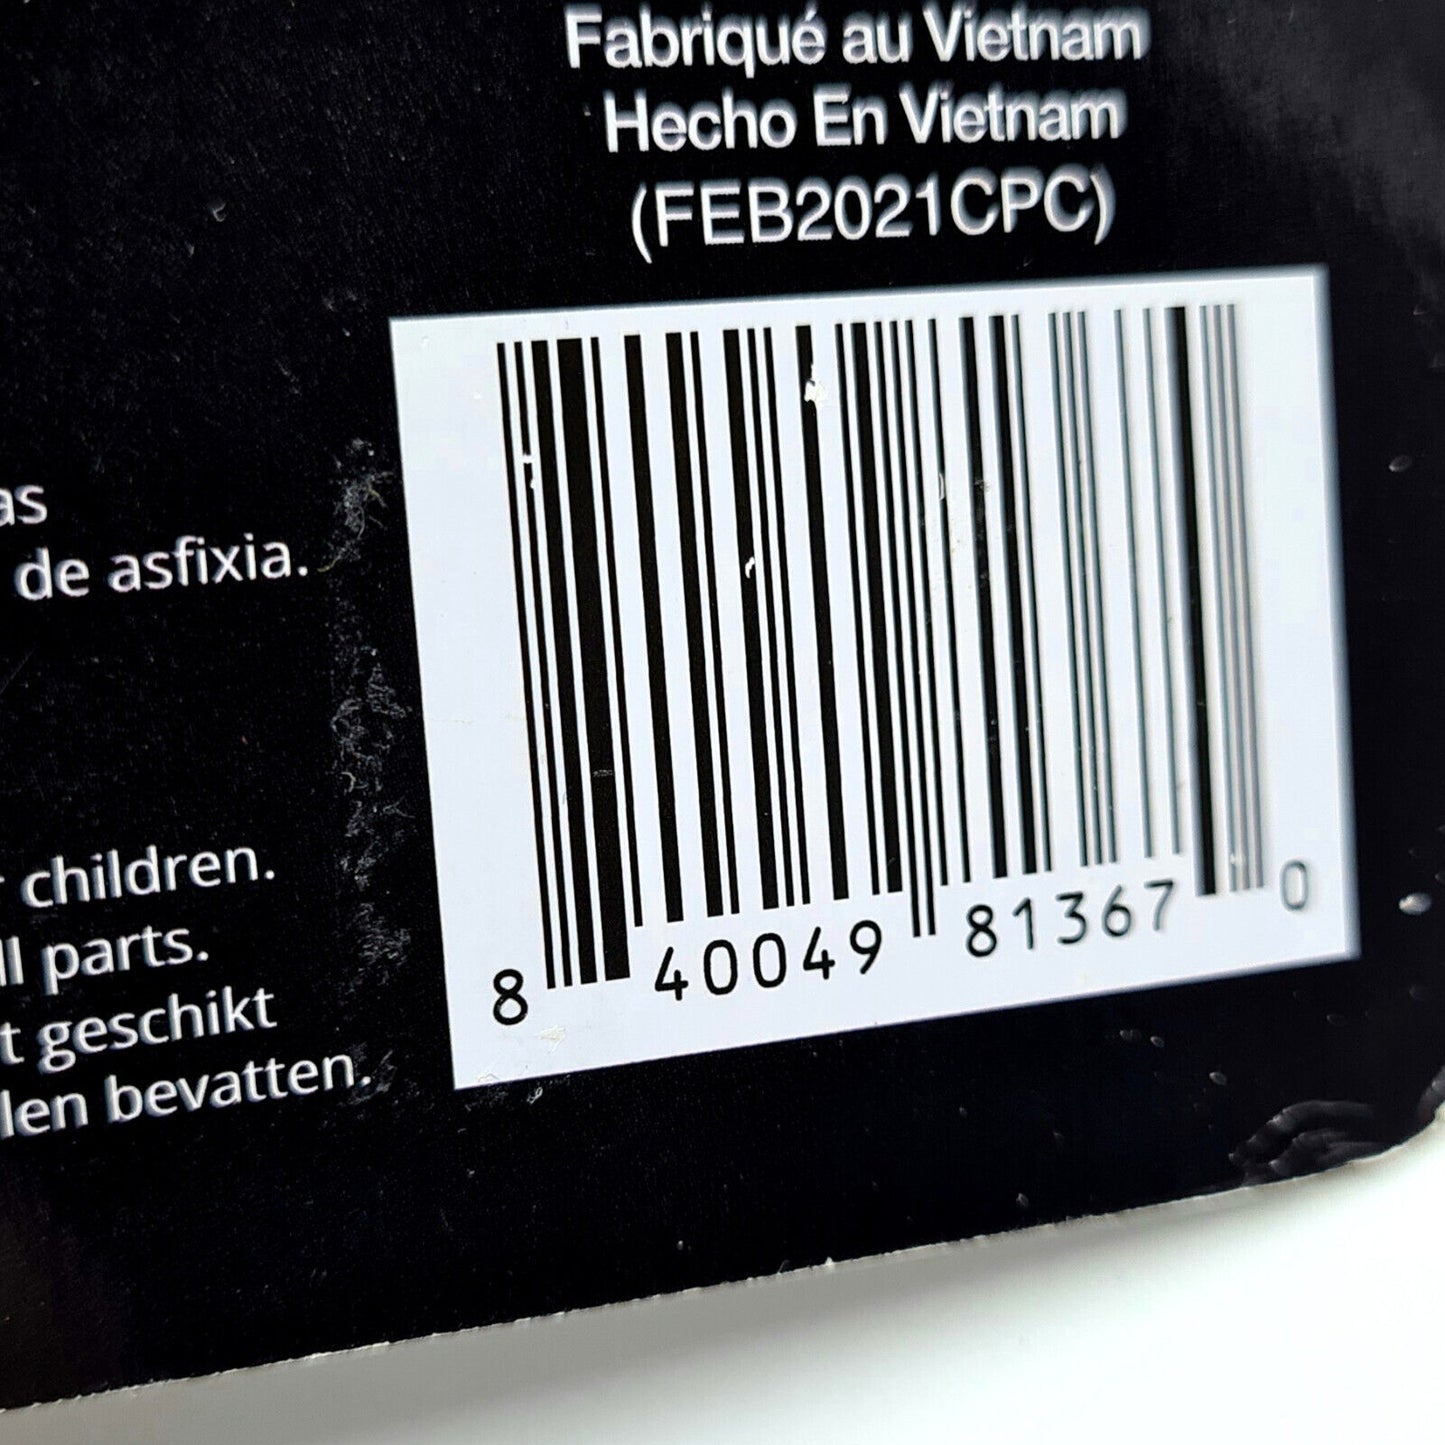 Fabriqué au Vietnam
Hecho En Vietnam
(FEB2021CPC)
as
de asfixia.
r children.
ll parts.
t geschikt
len bevatten.
8 40049 81367 0